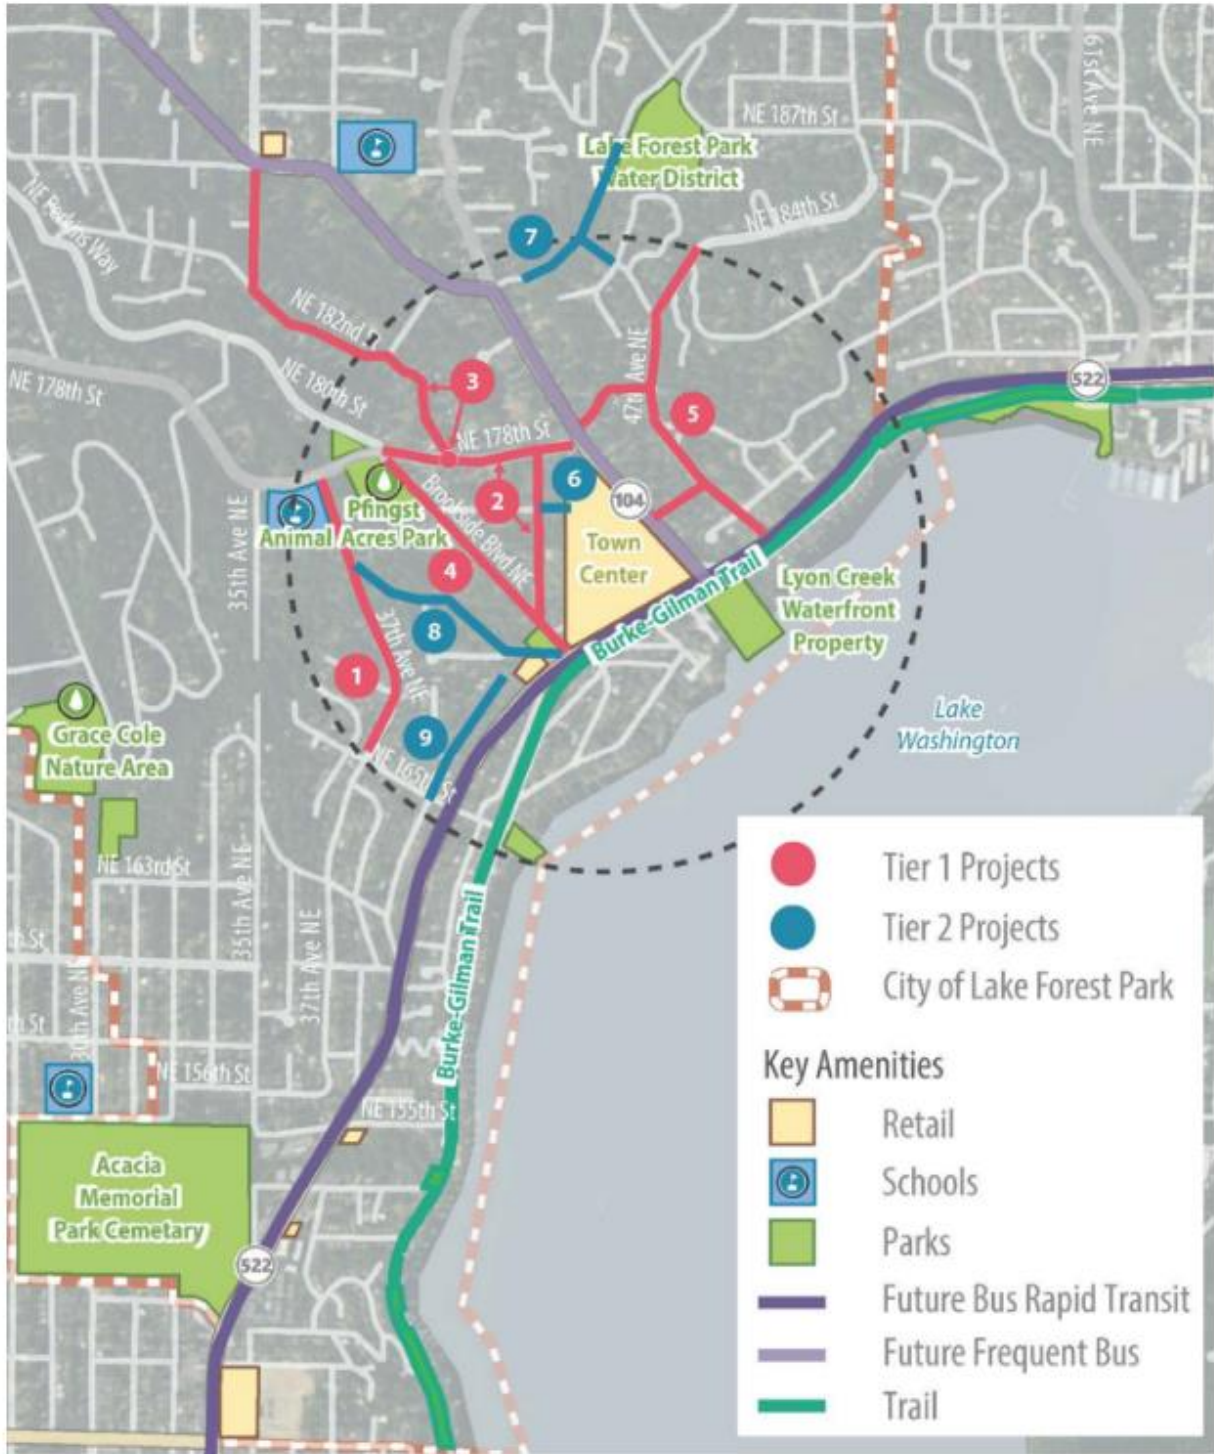 61st Ave NE
NE 187th St
Lake Forest Park
Water District
NE 184th St
7
NE Perkins Way
NE 182nd
3
NE 180th St
NE 178th St
47th Ave NE
522
5
NE 178th St
6
2
104
Brookside Blvd NE
Pfingst
Animal Acres Park
35th Ave NE
Town
Center
4
Burke-Gilman Trail
Lyon Creek
Waterfront
Property
8
37th Ave NE
1
9
Lake
Washington
Grace Cole
Nature Area
NE 165th St
NE 163rd St
35th Ave NE
37th Ave NE
Burke-Gilman Trail
30th Ave NE
NE 156th St
NE 155th St
Acacia
Memorial
Park Cemetary
522
Tier 1 Projects
Tier 2 Projects
City of Lake Forest Park
Key Amenities
Retail
Schools
Parks
Future Bus Rapid Transit
Future Frequent Bus
Trail